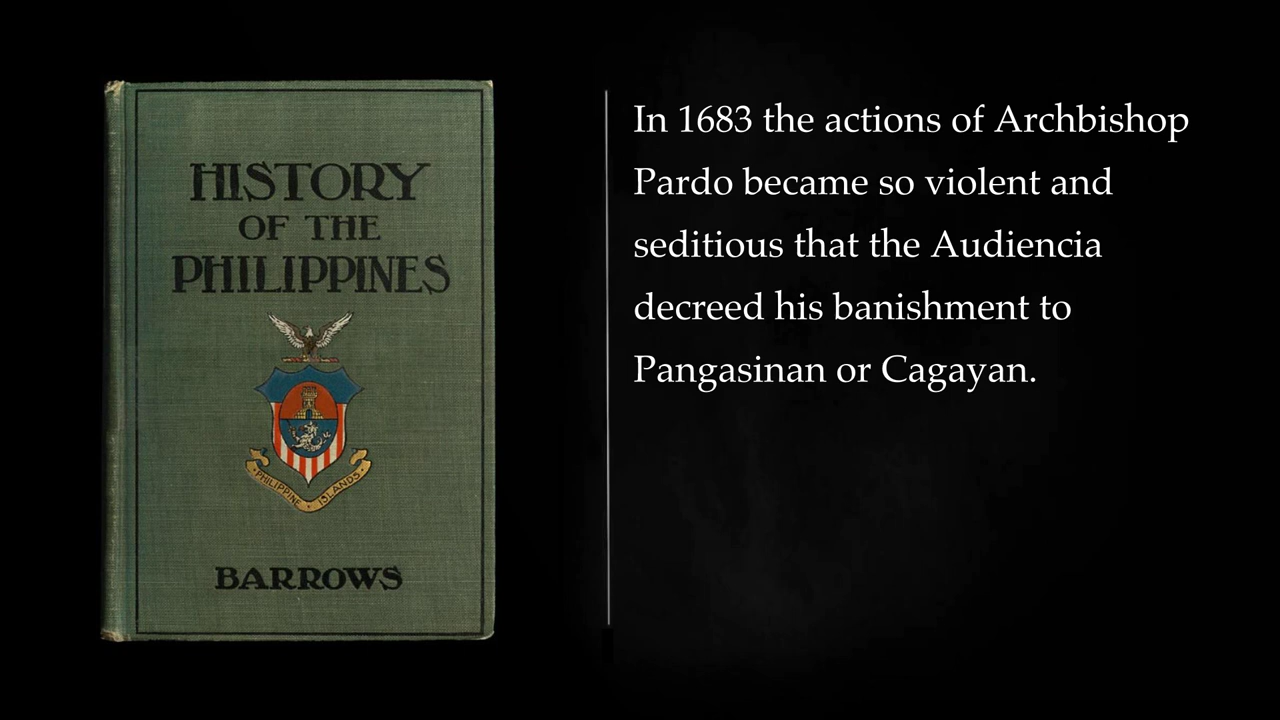 HISTORY
OF THE
PHILIPPINES
PHILIPPINE ISLANDS
BARROWS
In 1683 the actions of Archbishop
Pardo became so violent and
seditious that the Audiencia
decreed his banishment to
Pangasinan or Cagayan.